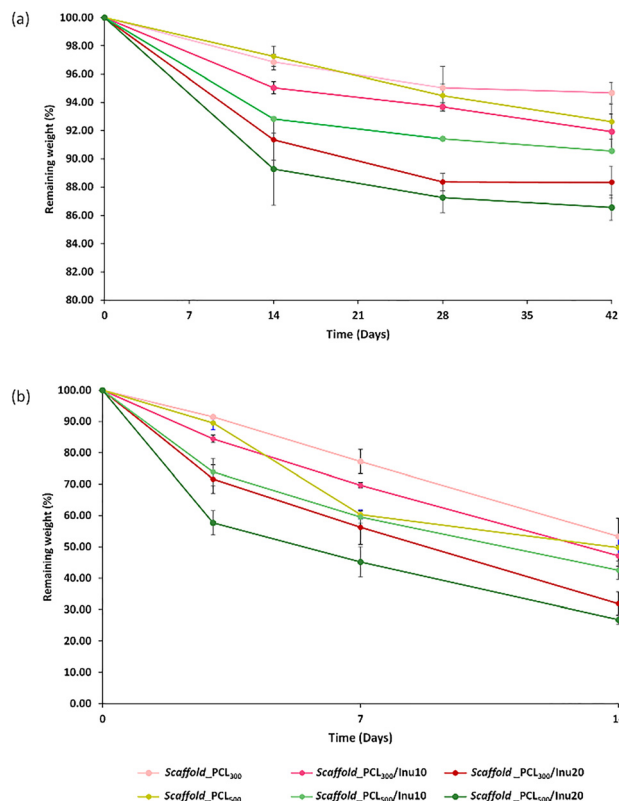 (a)
100.00
98.00
96.00
94.00
92.00
90.00
88.00
86.00
84.00
82.00
80.00
Remaining weight (%)
0 7 14 21 28 35 42
Time (Days)
(b)
100.00
90.00
80.00
70.00
60.00
50.00
40.00
30.00
20.00
10.00
0.00
Remaining weight (%)
0 7
Time (Days)
Scaffold_PCL300 Scaffold_PCL300/Inu10 Scaffold_PCL300/Inu20
Scaffold_PCL500 Scaffold_PCL500/Inu10 Scaffold_PCL500/Inu20